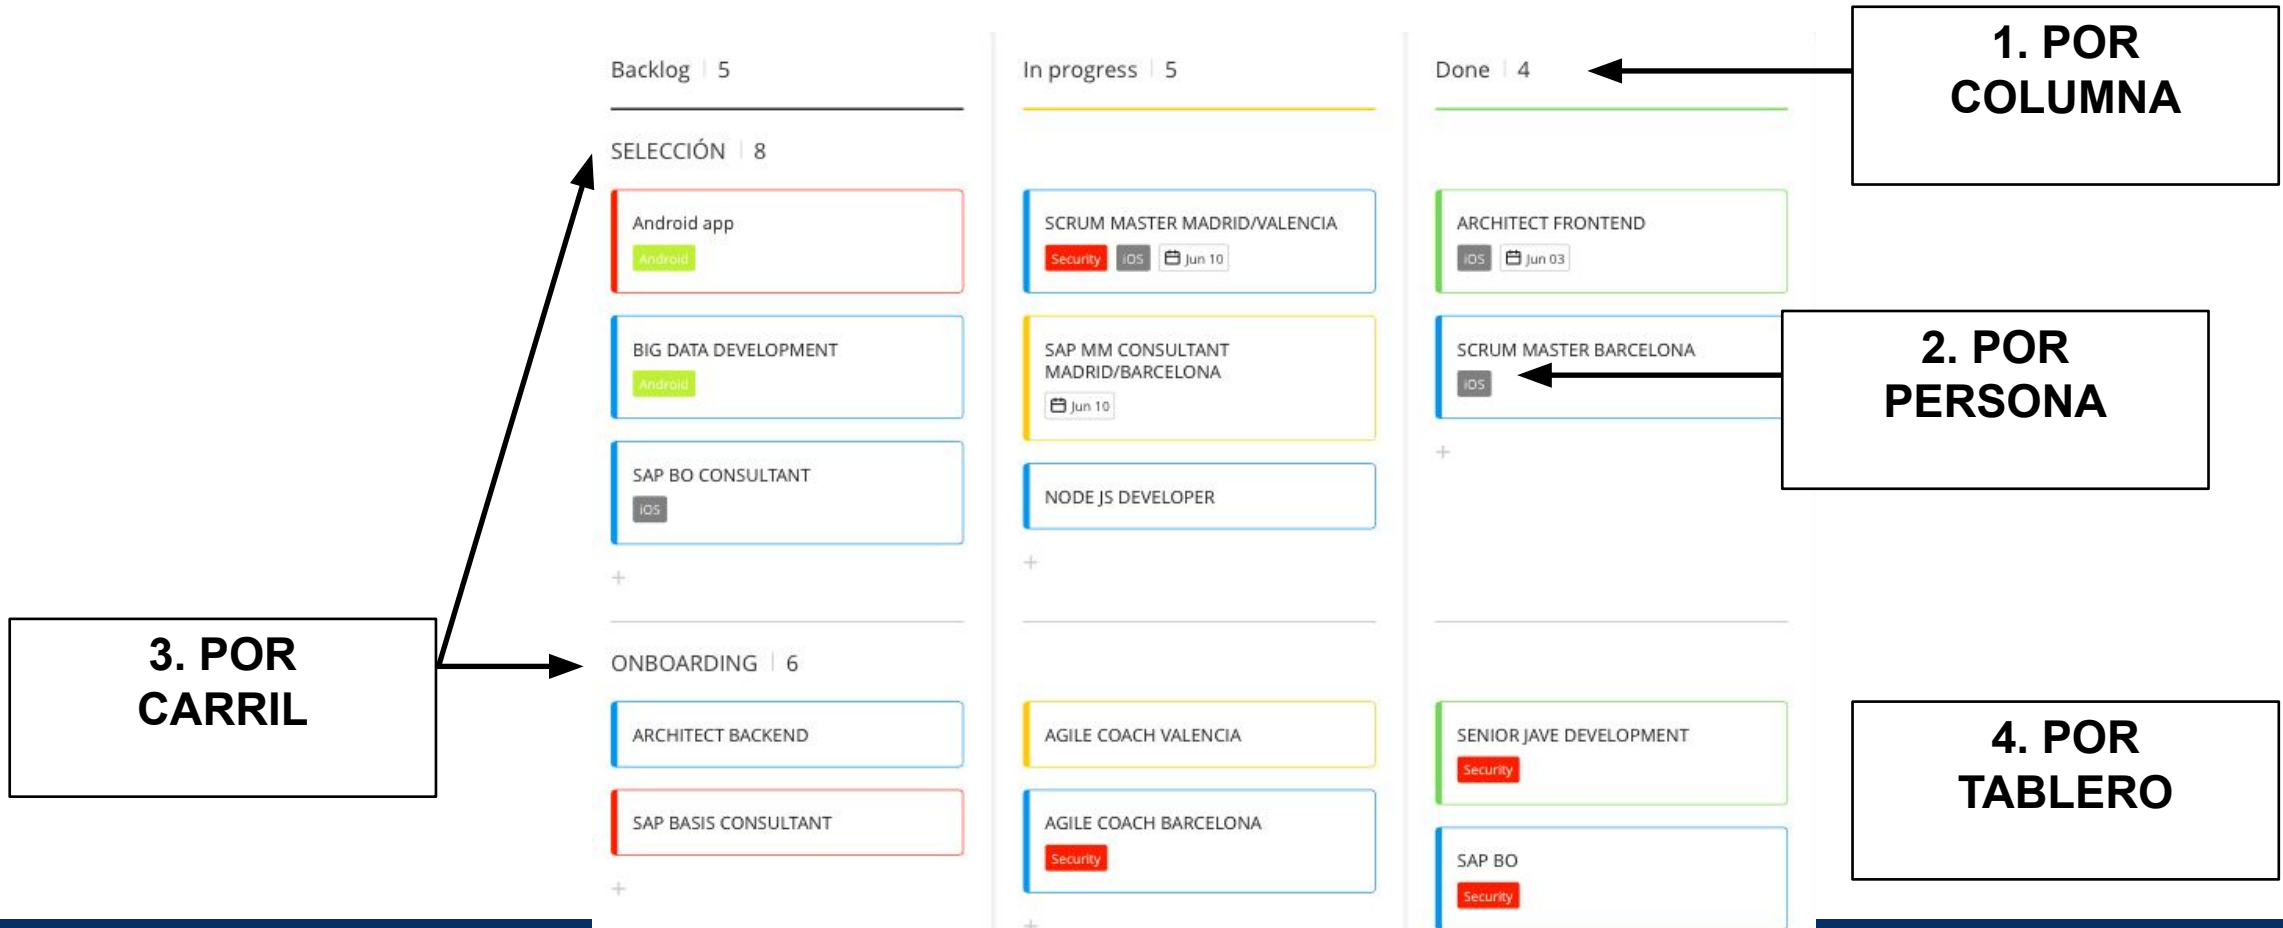 Backlog | 5
In progress | 5
Done | 4
1. POR
COLUMNA
SELECCIÓN | 8
Android app
Android
SCRUM MASTER MADRID/VALENCIA
Security iOS Jun 10
ARCHITECT FRONTEND
iOS Jun 03
BIG DATA DEVELOPMENT
Android
SAP MM CONSULTANT
MADRID/BARCELONA
Jun 10
SCRUM MASTER BARCELONA
iOS
2. POR
PERSONA
SAP BO CONSULTANT
iOS
NODE JS DEVELOPER
3. POR
CARRIL
ONBOARDING | 6
ARCHITECT BACKEND
AGILE COACH VALENCIA
SENIOR JAVE DEVELOPMENT
Security
4. POR
TABLERO
SAP BASIS CONSULTANT
AGILE COACH BARCELONA
Security
SAP BO
Security